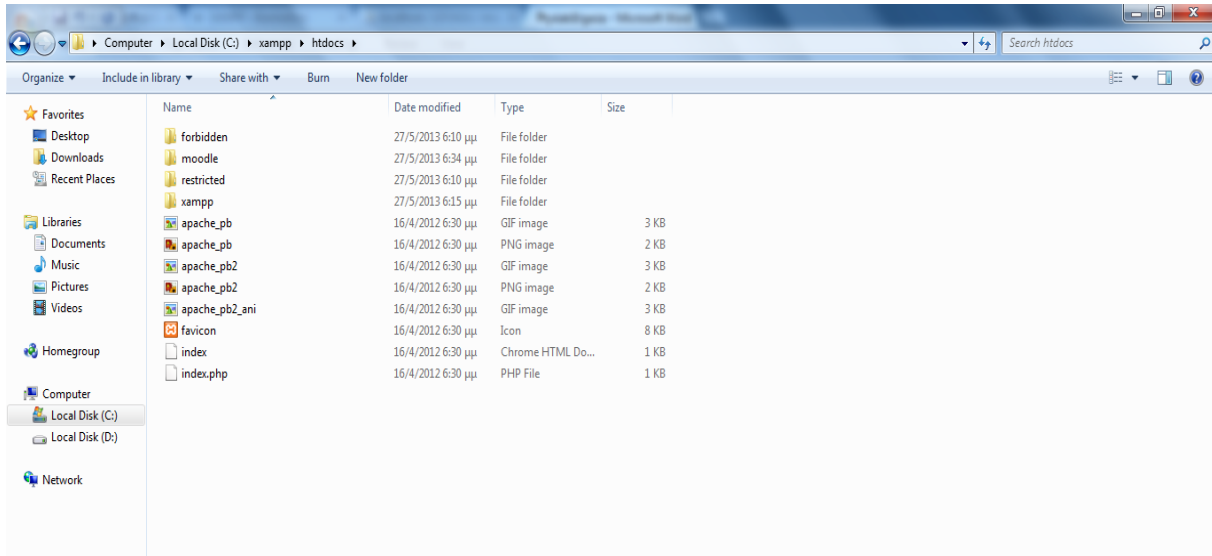 Computer ▸ Local Disk (C:) ▸ xampp ▸ htdocs ▸ Search htdocs
Organize Include in library Share with Burn New folder
Name Date modified Type Size
Favorites
Desktop
Downloads
Recent Places
Libraries
Documents
Music
Pictures
Videos
Homegroup
Computer
Local Disk (C:)
Local Disk (D:)
Network
forbidden 27/5/2013 6:10 μμ File folder
moodle 27/5/2013 6:34 μμ File folder
restricted 27/5/2013 6:10 μμ File folder
xampp 27/5/2013 6:15 μμ File folder
apache_pb 16/4/2012 6:30 μμ GIF image 3 KB
apache_pb 16/4/2012 6:30 μμ PNG image 2 KB
apache_pb2 16/4/2012 6:30 μμ GIF image 3 KB
apache_pb2 16/4/2012 6:30 μμ PNG image 2 KB
apache_pb2_ani 16/4/2012 6:30 μμ GIF image 3 KB
favicon 16/4/2012 6:30 μμ Icon 8 KB
index 16/4/2012 6:30 μμ Chrome HTML Do... 1 KB
index.php 16/4/2012 6:30 μμ PHP File 1 KB